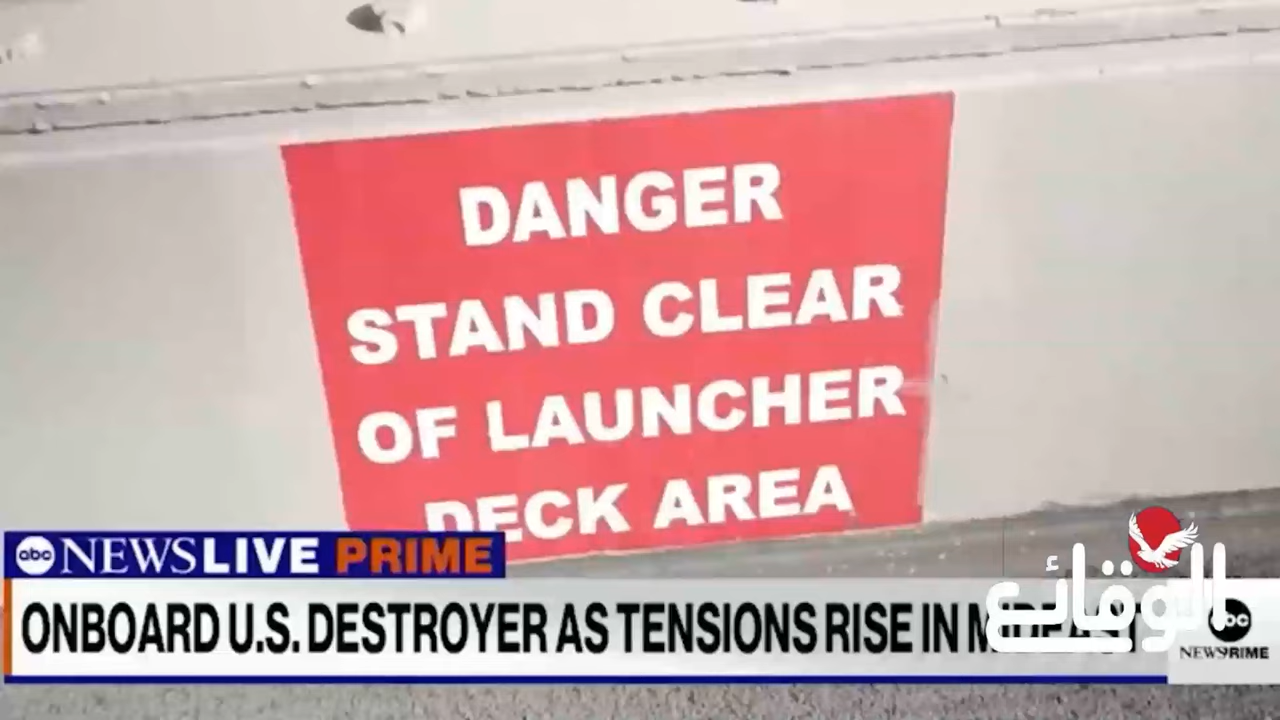 DANGER
STAND CLEAR
OF LAUNCHER
DECK AREA
abc NEWS LIVE PRIME
ONBOARD U.S. DESTROYER AS TENSIONS RISE IN MIDEAST
الوقائع
abc
NEWS PRIME